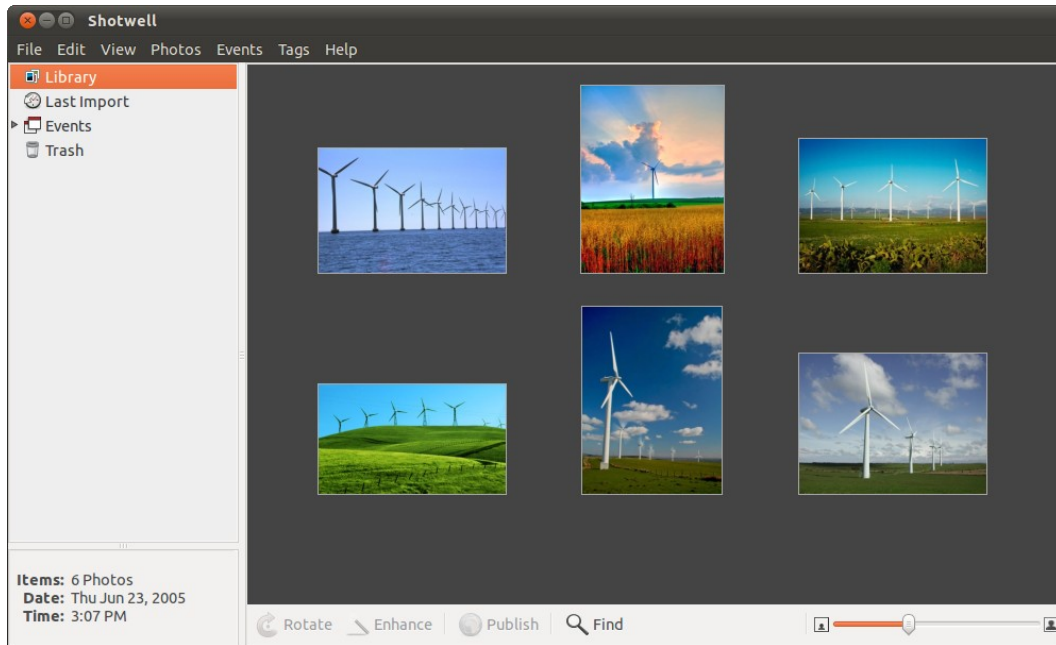 Shotwell
File Edit View Photos Events Tags Help
Library
Last Import
Events
Trash
Items: 6 Photos
Date: Thu Jun 23, 2005
Time: 3:07 PM
Rotate Enhance Publish Find